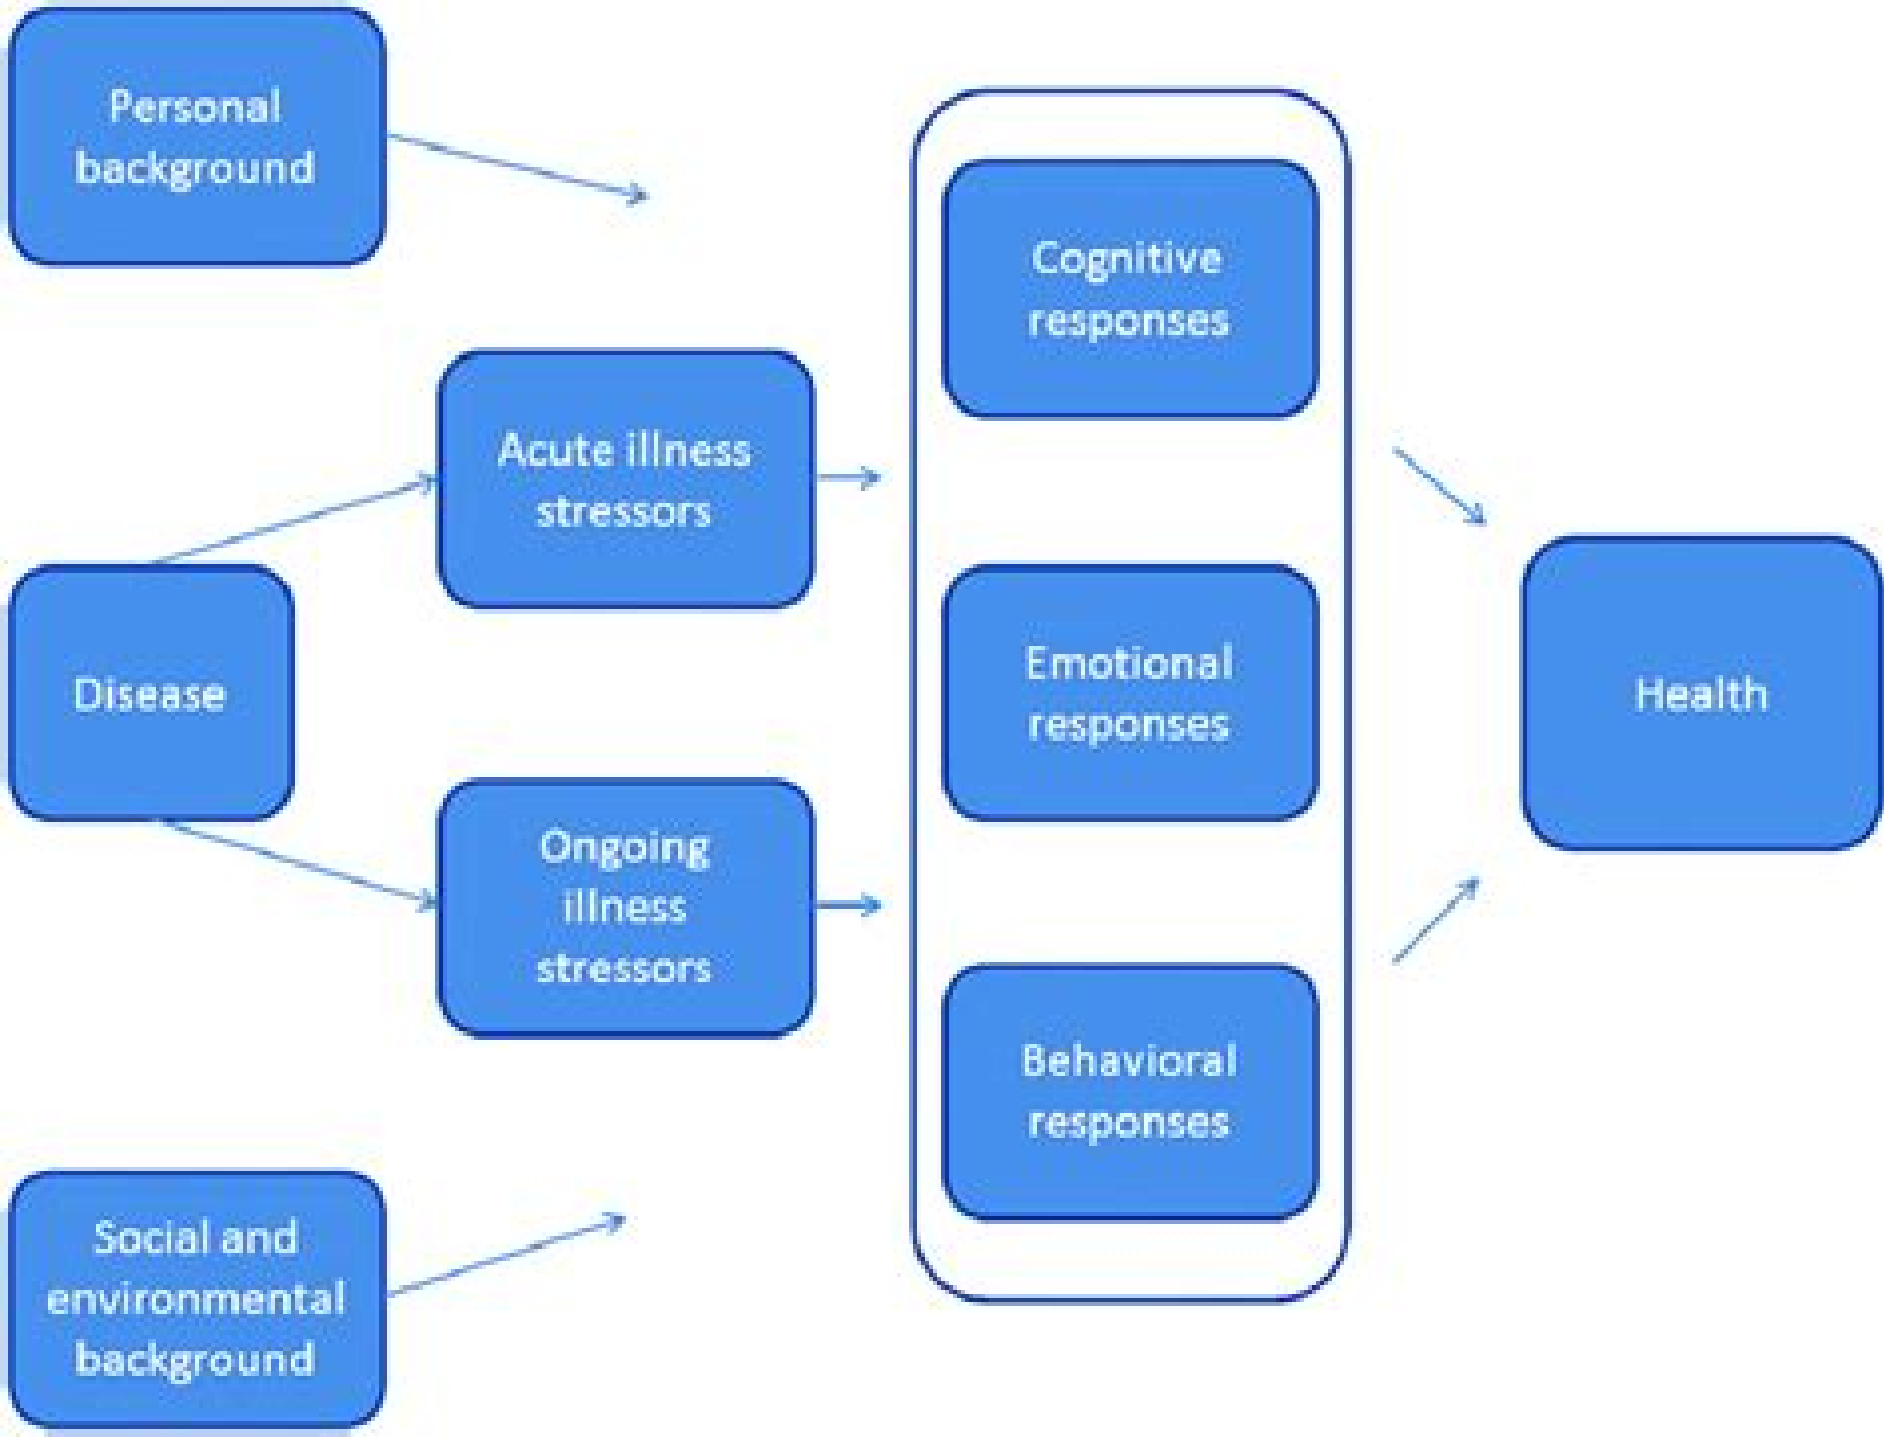 Personal
background
Cognitive
responses
Acute illness
stressors
Disease
Emotional
responses
Health
Ongoing
illness
stressors
Behavioral
responses
Social and
environmental
background